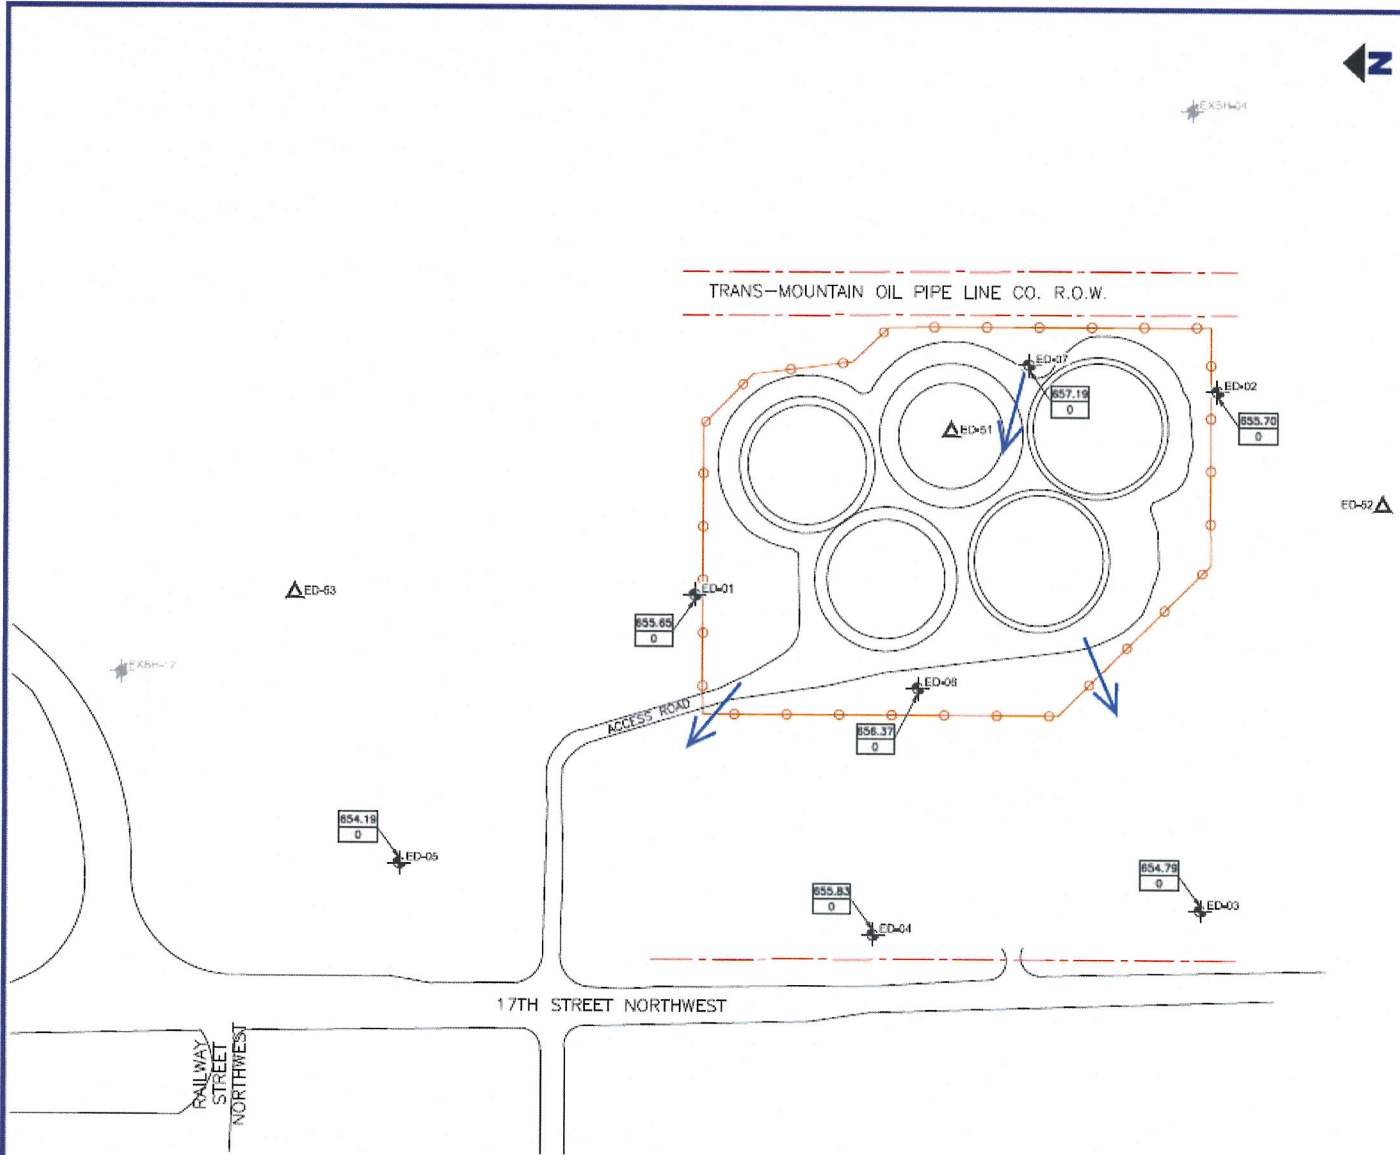 N
EXBH-04
TRANS-MOUNTAIN OIL PIPE LINE CO. R.O.W.
ED-07
657.19
0
ED-02
655.70
0
ED-51
ED-52
ED-53
ED-01
655.65
0
EXBH-12
ED-06
656.37
0
ACCESS ROAD
654.19
0
ED-05
655.83
0
ED-04
654.79
0
ED-03
17TH STREET NORTHWEST
RAILWAY
STREET
NORTHWEST